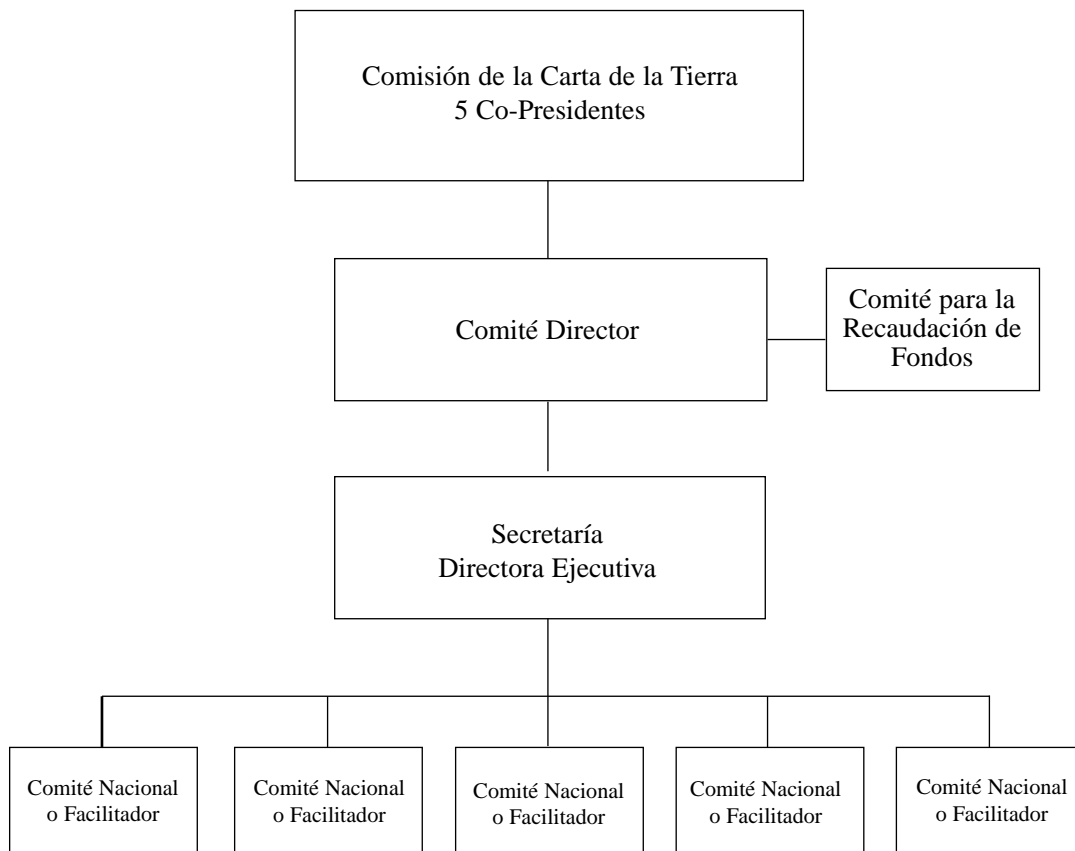 Comisión de la Carta de la Tierra
5 Co-Presidentes
Comité Director
Comité para la
Recaudación de
Fondos
Secretaría
Directora Ejecutiva
Comité Nacional
o Facilitador
Comité Nacional
o Facilitador
Comité Nacional
o Facilitador
Comité Nacional
o Facilitador
Comité Nacional
o Facilitador